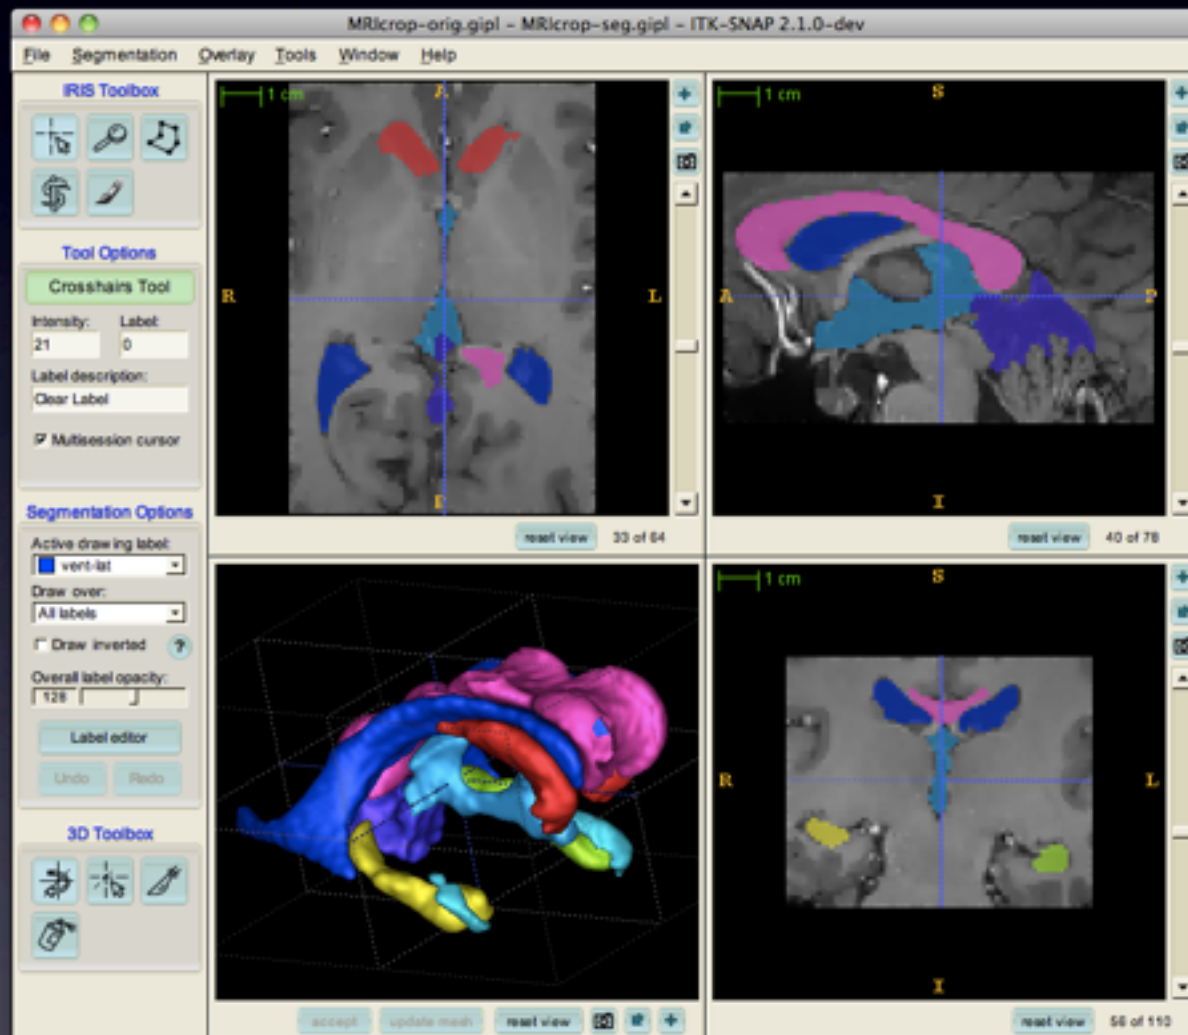 MRIcrop-orig.gipl – MRIcrop-seg.gipl – ITK-SNAP 2.1.0-dev
File Segmentation Overlay Tools Window Help
IRIS Toolbox
Tool Options
Crosshairs Tool
Intensity: Label:
21 0
Label description:
Clear Label
Multisession cursor
Segmentation Options
Active drawing label:
vent-lat
Draw over:
All labels
Draw inverted ?
Overall label opacity:
128
Label editor
Undo Redo
3D Toolbox
1 cm
A
R
L
P
reset view 33 of 64
1 cm
S
A
P
I
reset view 40 of 78
accept update mesh reset view
1 cm
S
R
L
I
reset view 56 of 110